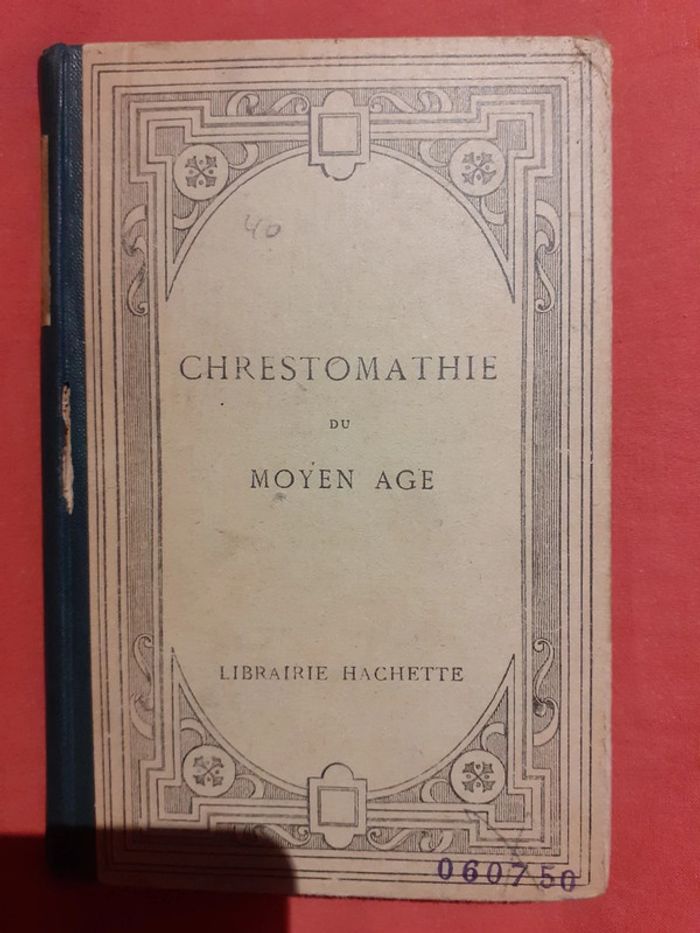 40
CHRESTOMATHIE
DU
MOYEN AGE
LIBRAIRIE HACHETTE
060750